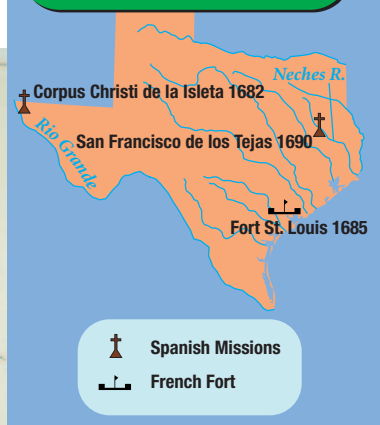 Neches R.
Corpus Christi de la Isleta 1682
Rio Grande
San Francisco de los Tejas 1690
Fort St. Louis 1685
Spanish Missions
French Fort